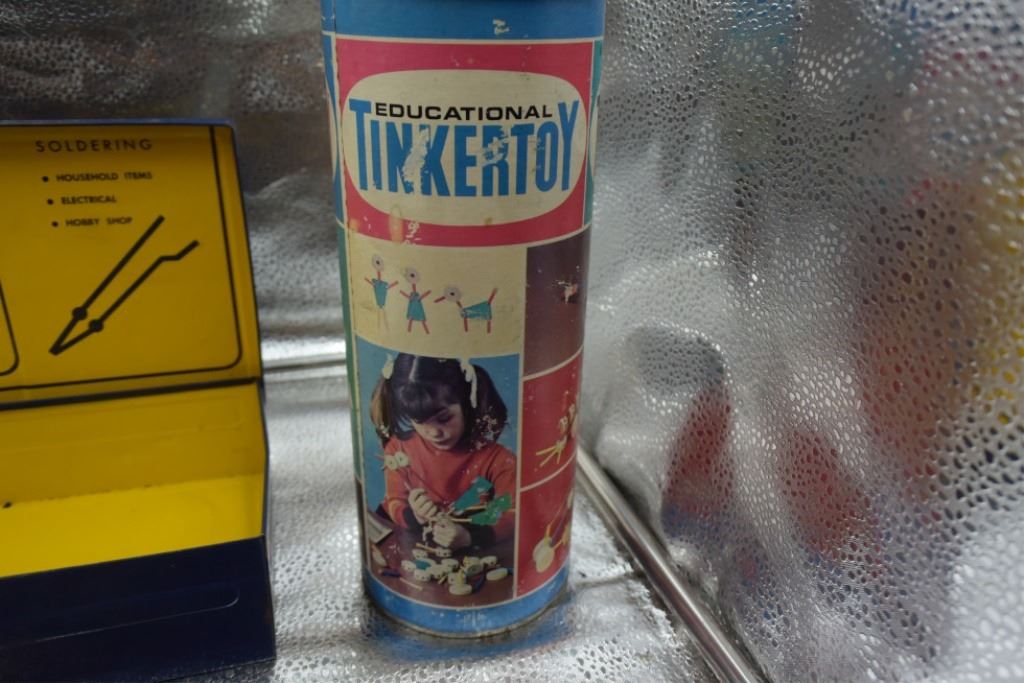 SOLDERING
• HOUSEHOLD ITEMS
• ELECTRICAL
• HOBBY SHOP
EDUCATIONAL
TINKERTOY